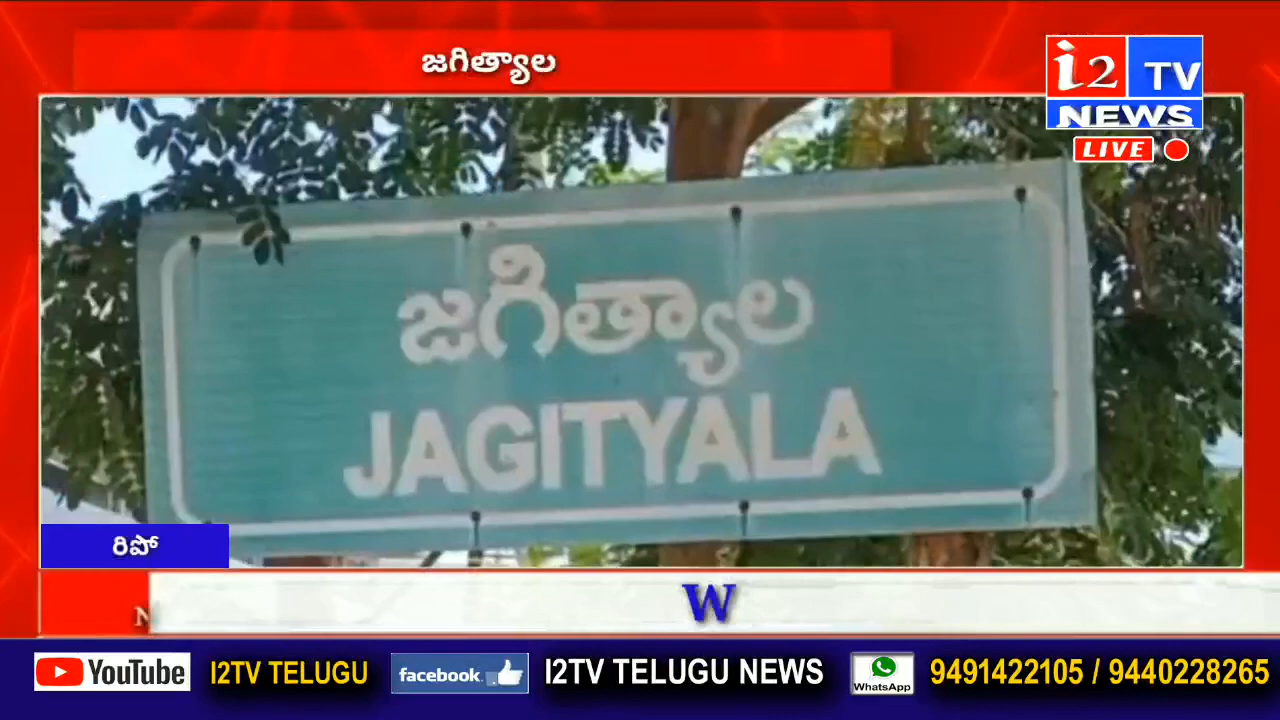 జగిత్యాల
i2 TV
NEWS
LIVE
జగిత్యాల
JAGITYALA
రిపో
N
W
YouTube I2TV TELUGU facebook I2TV TELUGU NEWS WhatsApp 9491422105 / 9440228265